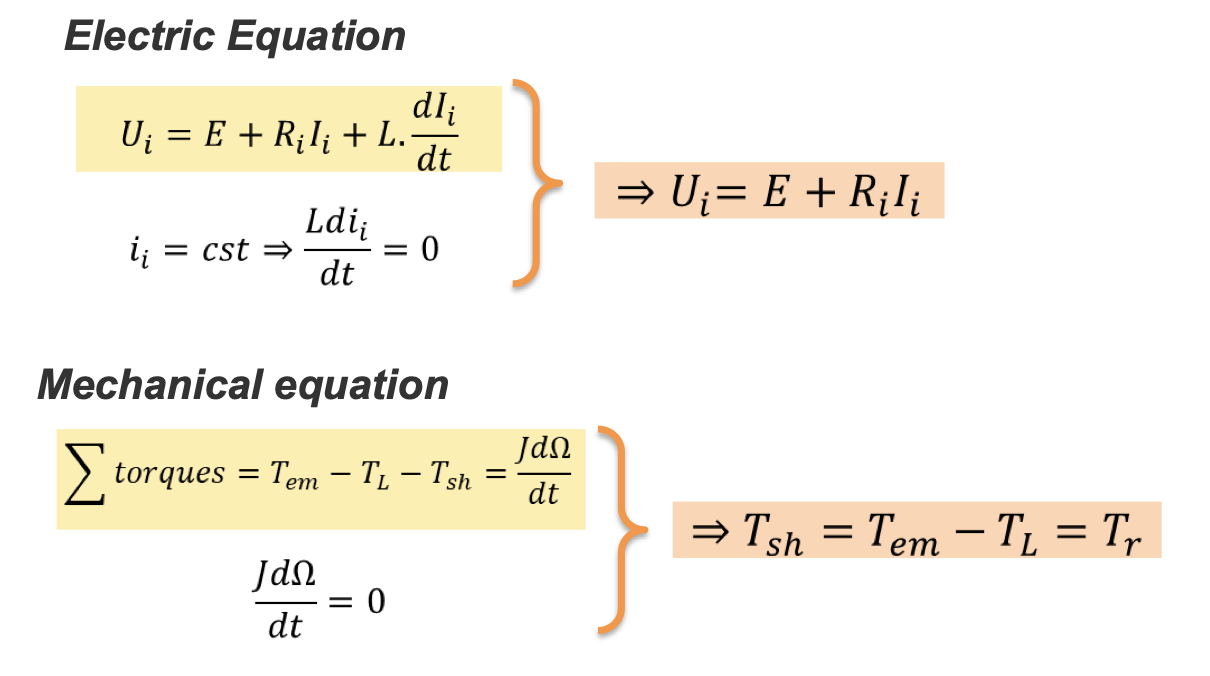 Electric Equation
U_i = E + R_i I_i + L. dI_i/dt
⇒ U_i = E + R_i I_i
i_i = cst ⇒ Ldi_i/dt = 0
Mechanical equation
∑ torques = T_em − T_L − T_sh = JdΩ/dt
⇒ T_sh = T_em − T_L = T_r
JdΩ/dt = 0